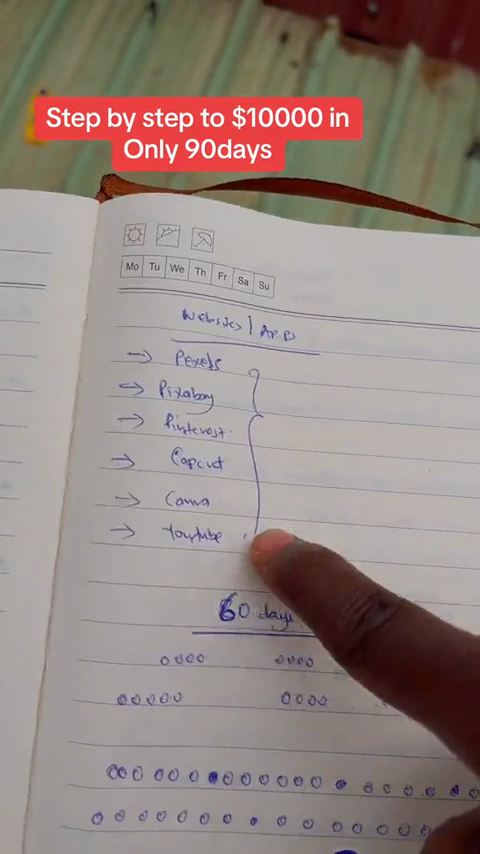 Step by step to $10000 in
Only 90days
Mo Tu We Th Fr Sa Su
Websites | APPs
→ Pexels
→ Pixabay
→ Pinterest.
→ Capcut
→ Canva
→ Youtube
60 days